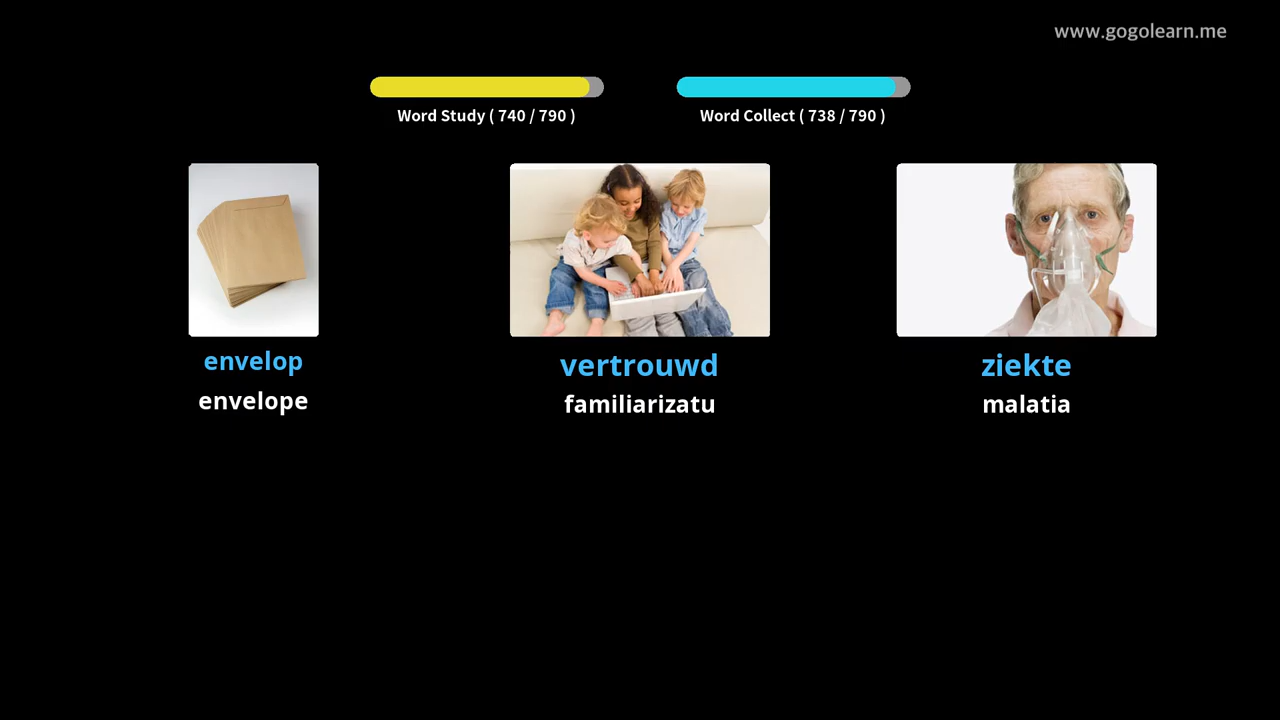 www.gogolearn.me
Word Study ( 740 / 790 )
Word Collect ( 738 / 790 )
envelop
envelope
vertrouwd
familiarizatu
ziekte
malatia